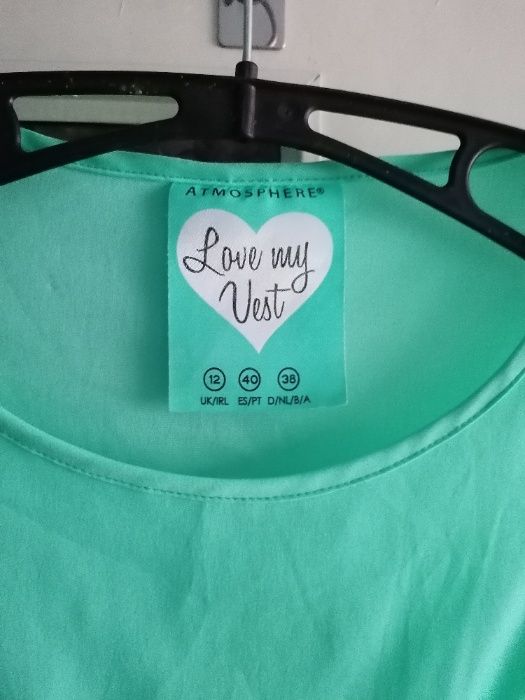 ATMOSPHERE®
Love my
Vest
12 40 38
UK/IRL ES/PT D/NL/B/A